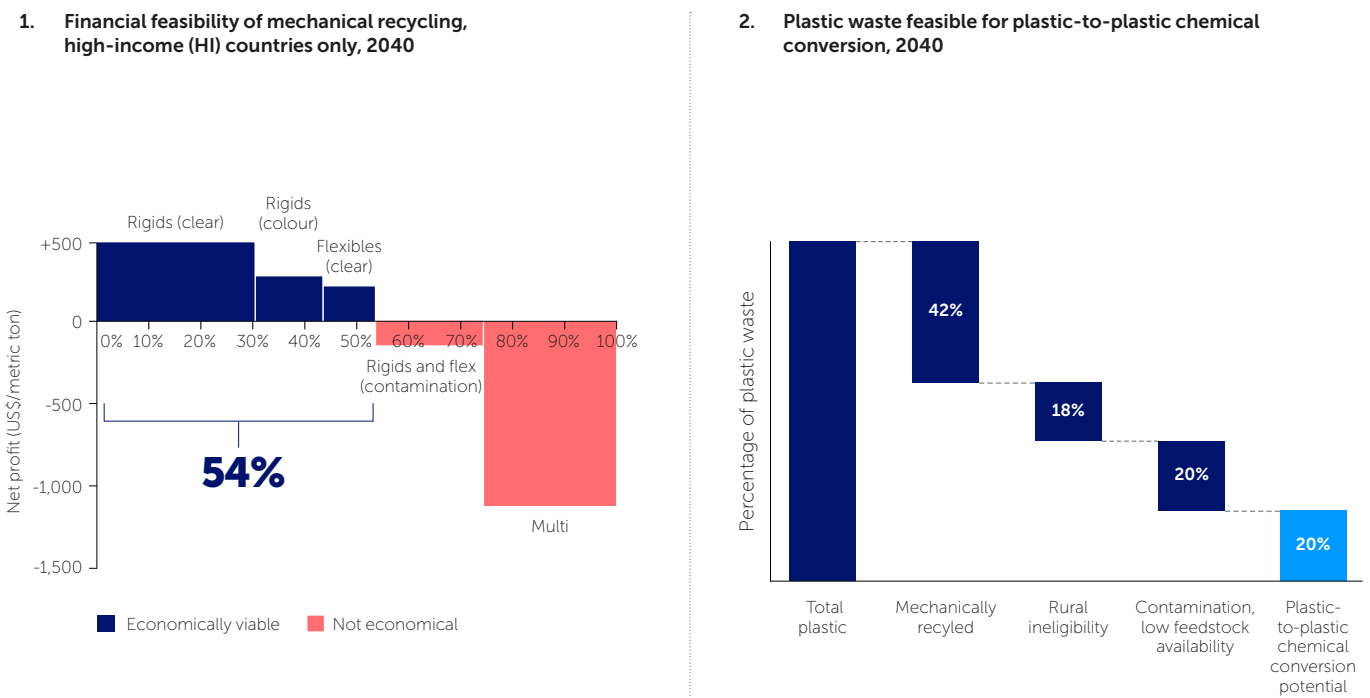 1. Financial feasibility of mechanical recycling,
high-income (HI) countries only, 2040
Rigids (clear)
Rigids
(colour)
Flexibles
(clear)
+500
0
-500
-1,000
-1,500
Net profit (US$/metric ton)
0% 10% 20% 30% 40% 50% 60% 70% 80% 90% 100%
Rigids and flex
(contamination)
54%
Multi
Economically viable
Not economical
2. Plastic waste feasible for plastic-to-plastic chemical
conversion, 2040
Percentage of plastic waste
42%
18%
20%
20%
Total
plastic
Mechanically
recyled
Rural
ineligibility
Contamination,
low feedstock
availability
Plastic-
to-plastic
chemical
conversion
potential